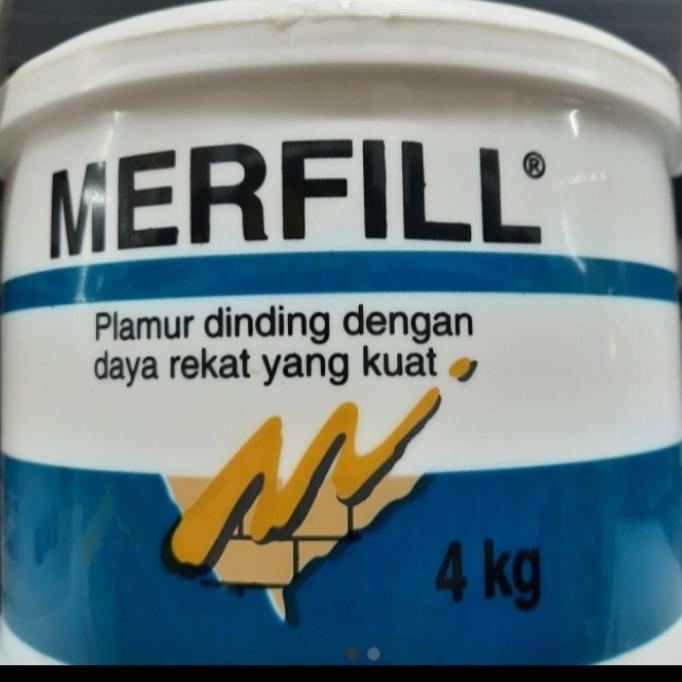 MERFILL®
Plamur dinding dengan
daya rekat yang kuat
4 kg